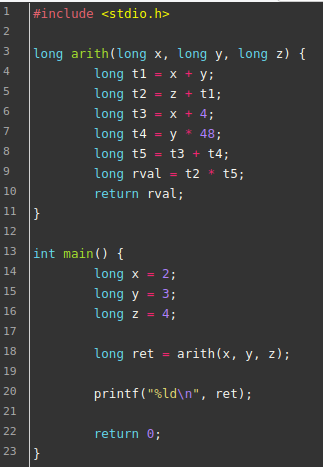 1 #include <stdio.h>
2
3 long arith(long x, long y, long z) {
4         long t1 = x + y;
5         long t2 = z + t1;
6         long t3 = x + 4;
7         long t4 = y * 48;
8         long t5 = t3 + t4;
9         long rval = t2 * t5;
10         return rval;
11 }
12
13 int main() {
14         long x = 2;
15         long y = 3;
16         long z = 4;
17
18         long ret = arith(x, y, z);
19
20         printf("%ld\n", ret);
21
22         return 0;
23 }